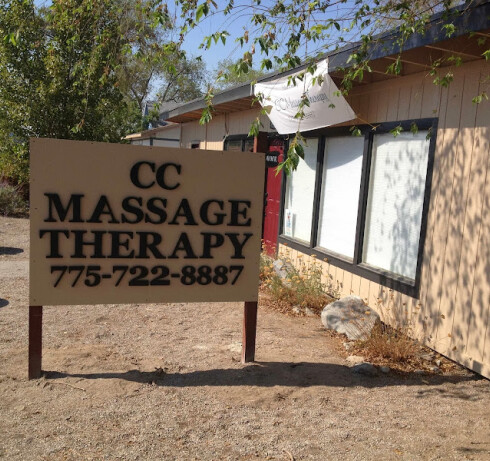 CC
MASSAGE
THERAPY
775-722-8887